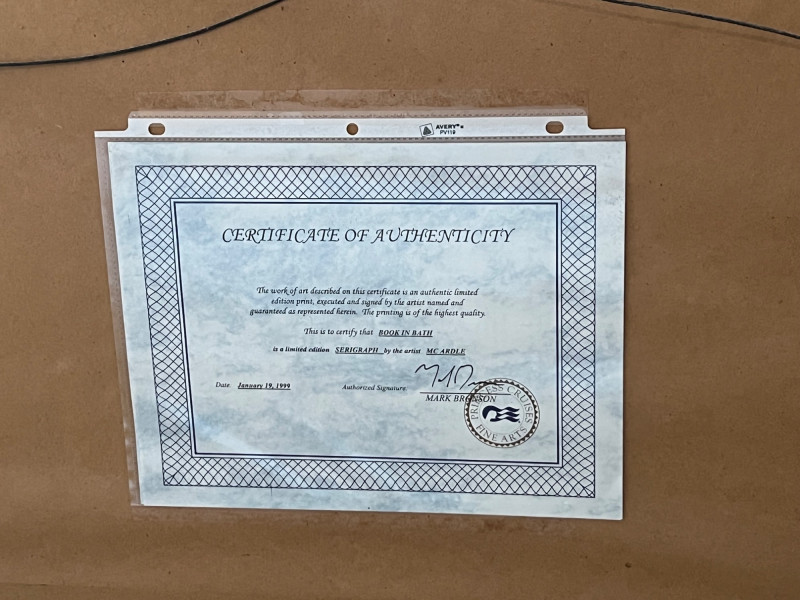 AVERY®
PV119
CERTIFICATE OF AUTHENTICITY
The work of art described on this certificate is an authentic limited
edition print, executed and signed by the artist named and
guaranteed as represented herein. The printing is of the highest quality.
This is to certify that BOOK IN BATH
is a limited edition SERIGRAPH by the artist MC ARDLE
Date: January 19, 1999
Authorized Signature:
MARK BRONSON
PRINCESS CRUISES
FINE ARTS